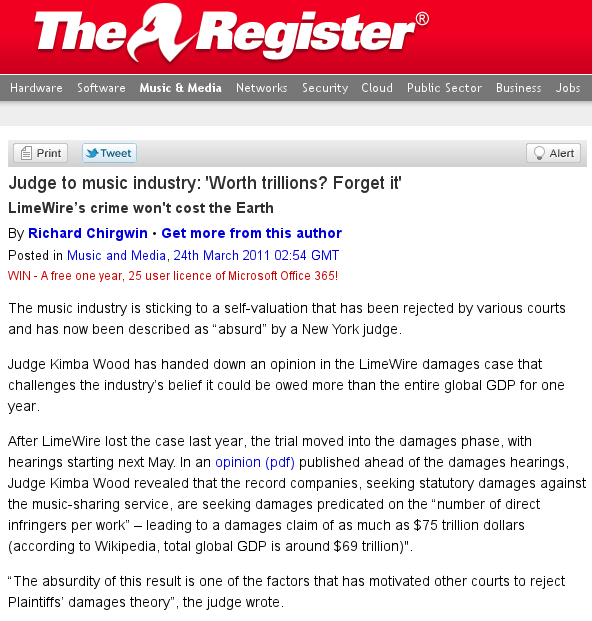 The Register®
Hardware Software Music & Media Networks Security Cloud Public Sector Business Jobs
Print Tweet Alert
Judge to music industry: 'Worth trillions? Forget it'
LimeWire's crime won't cost the Earth
By Richard Chirgwin • Get more from this author
Posted in Music and Media, 24th March 2011 02:54 GMT
WIN - A free one year, 25 user licence of Microsoft Office 365!
The music industry is sticking to a self-valuation that has been rejected by various courts
and has now been described as “absurd” by a New York judge.
Judge Kimba Wood has handed down an opinion in the LimeWire damages case that
challenges the industry’s belief it could be owed more than the entire global GDP for one
year.
After LimeWire lost the case last year, the trial moved into the damages phase, with
hearings starting next May. In an opinion (pdf) published ahead of the damages hearings,
Judge Kimba Wood revealed that the record companies, seeking statutory damages against
the music-sharing service, are seeking damages predicated on the “number of direct
infringers per work” – leading to a damages claim of as much as $75 trillion dollars
(according to Wikipedia, total global GDP is around $69 trillion)".
“The absurdity of this result is one of the factors that has motivated other courts to reject
Plaintiffs’ damages theory”, the judge wrote.